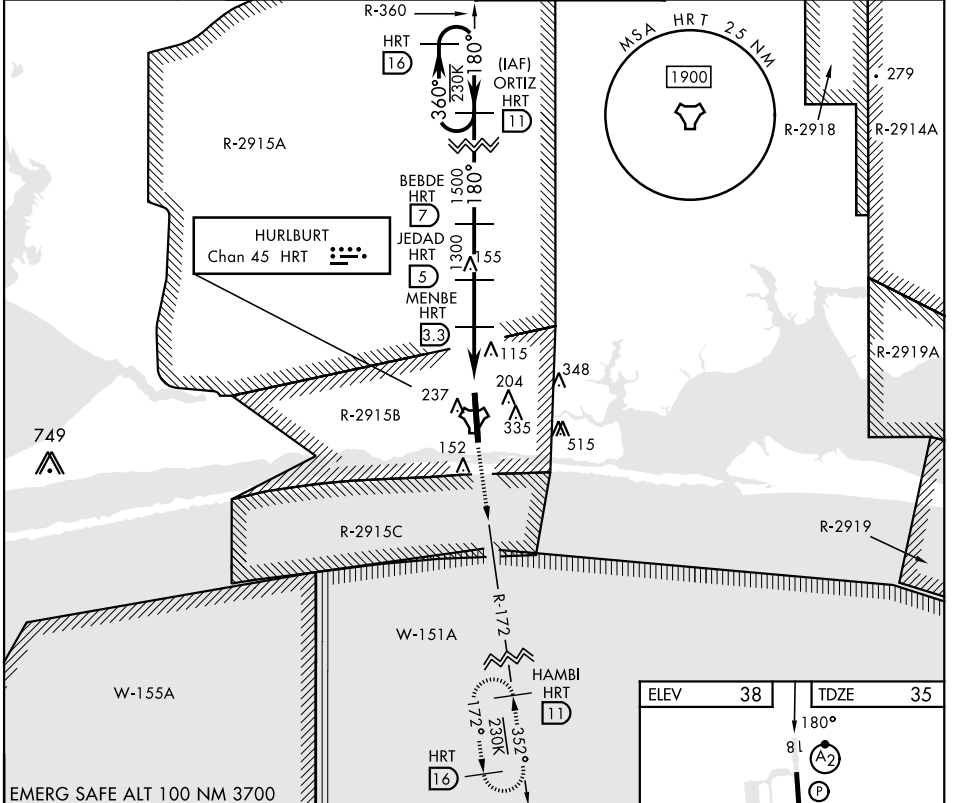 R-360
HRT
16
360°
230K
180°
(IAF)
ORTIZ
HRT
11
MSA HRT 25 NM
1900
279
R-2918
R-2914A
R-2915A
BEBDE
HRT
7
1500
180°
HURLBURT
Chan 45 HRT
JEDAD
HRT
5
1300
155
MENBE
HRT
3.3
115
R-2919A
348
237
204
R-2915B
335
515
749
152
R-2915C
R-2919
R-172
W-151A
W-155A
HAMBI
HRT
11
172°
230K
352°
HRT
16
ELEV 38
TDZE 35
180°
18
A2
P
EMERG SAFE ALT 100 NM 3700